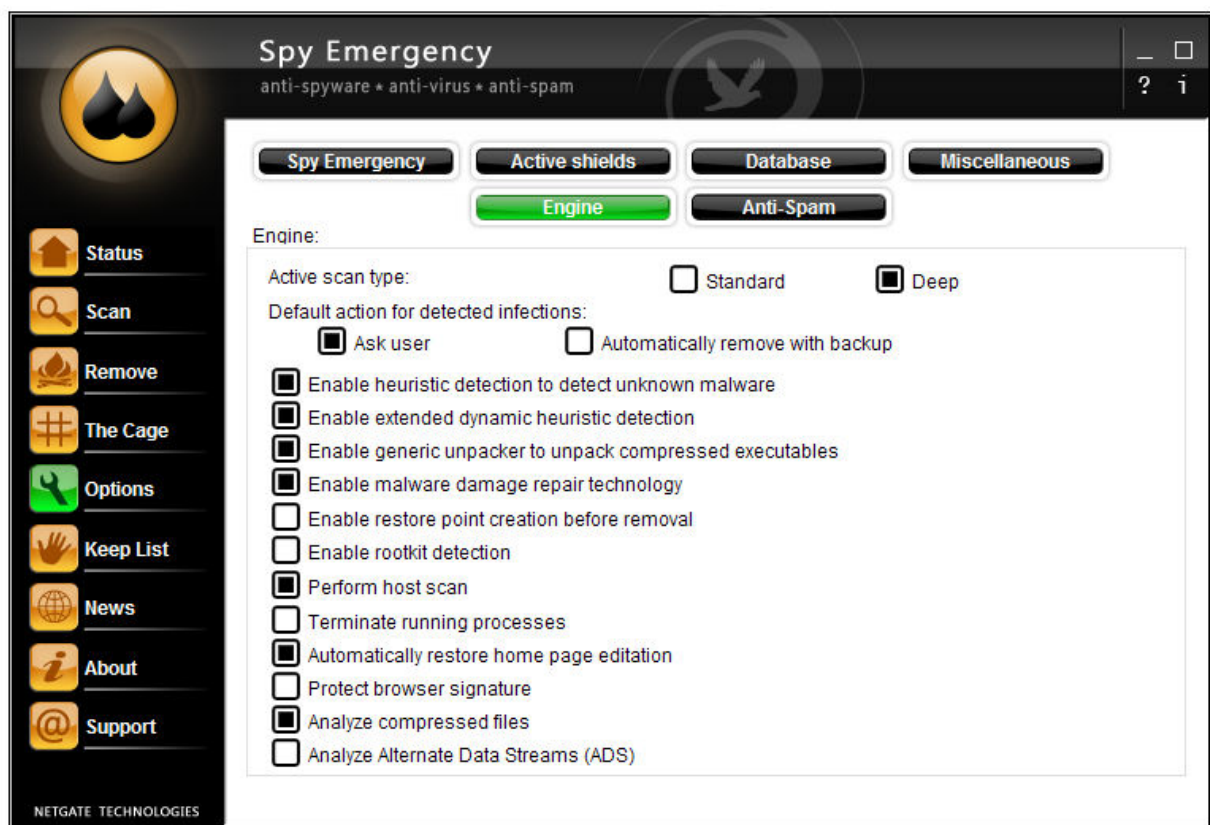 Spy Emergency
anti-spyware ★ anti-virus ★ anti-spam
_ □
? i
Spy Emergency Active shields Database Miscellaneous
Engine Anti-Spam
Engine:
Active scan type: Standard Deep
Default action for detected infections:
Ask user Automatically remove with backup
Enable heuristic detection to detect unknown malware
Enable extended dynamic heuristic detection
Enable generic unpacker to unpack compressed executables
Enable malware damage repair technology
Enable restore point creation before removal
Enable rootkit detection
Perform host scan
Terminate running processes
Automatically restore home page editation
Protect browser signature
Analyze compressed files
Analyze Alternate Data Streams (ADS)
Status
Scan
Remove
The Cage
Options
Keep List
News
About
Support
NETGATE TECHNOLOGIES